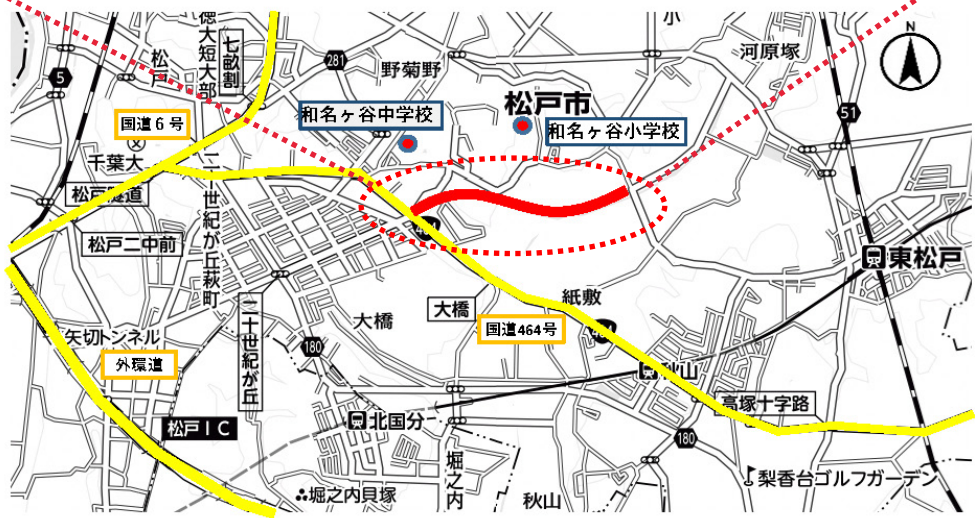 小
N
徳大短大部
七畝割
松戸
5
281
野菊野
河原塚
松戸市
和名ヶ谷中学校
和名ヶ谷小学校
51
国道6号
千葉大
松戸隧道
二十世紀が丘萩町
松戸二中前
464
東松戸
紙敷
大橋
大橋
国道464号
464
矢切トンネル
外環道
二十世紀が丘
180
秋山
高塚十字路
松戸IC
北国分
180
堀之内
梨香台ゴルフガーデン
堀之内貝塚
秋山